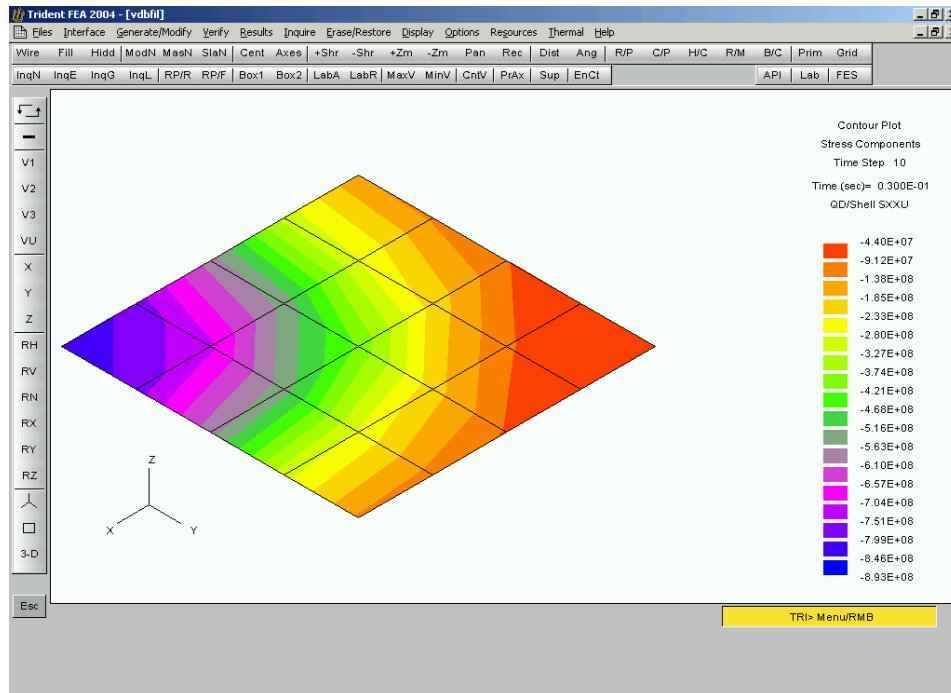 Trident FEA 2004 - [vdbfil]
Files Interface Generate/Modify Verify Results Inquire Erase/Restore Display Options Resources Thermal Help
Wire Fill Hidd ModN MasN SlaN Cent Axes +Shr -Shr +Zm -Zm Pan Rec Dist Ang R/P C/P H/C R/M B/C Prim Grid
InqN InqE InqG InqL RP/R RP/F Box1 Box2 LabA LabR MaxV MinV CntV PrAx Sup EnCt API Lab FES
V1
V2
V3
VU
X
Y
Z
RH
RV
RN
RX
RY
RZ
3-D
Esc
Z
X
Y
Contour Plot
Stress Components
Time Step 10
Time (sec)= 0.300E-01
QD/Shell SXXU
-4.40E+07
-9.12E+07
-1.38E+08
-1.85E+08
-2.33E+08
-2.80E+08
-3.27E+08
-3.74E+08
-4.21E+08
-4.68E+08
-5.16E+08
-5.63E+08
-6.10E+08
-6.57E+08
-7.04E+08
-7.51E+08
-7.99E+08
-8.46E+08
-8.93E+08
TRI> Menu/RMB